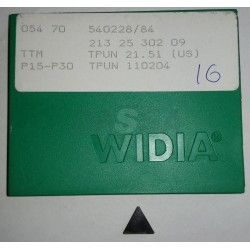 054 70 540228/84
213 25 302 09
TTM TPUN 21.51 (US)
P15-P30 TPUN 110204
16
WIDIA